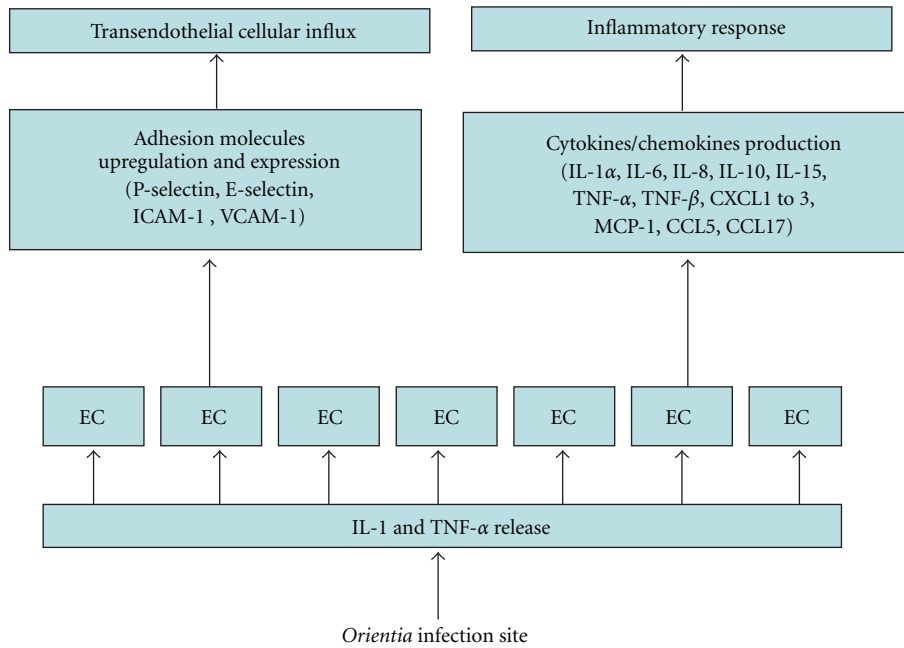 Transendothelial cellular influx
Inflammatory response
Adhesion molecules
upregulation and expression
(P-selectin, E-selectin,
ICAM-1 , VCAM-1)
Cytokines/chemokines production
(IL-1α, IL-6, IL-8, IL-10, IL-15,
TNF-α, TNF-β, CXCL1 to 3,
MCP-1, CCL5, CCL17)
EC EC EC EC EC EC EC
IL-1 and TNF-α release
Orientia infection site